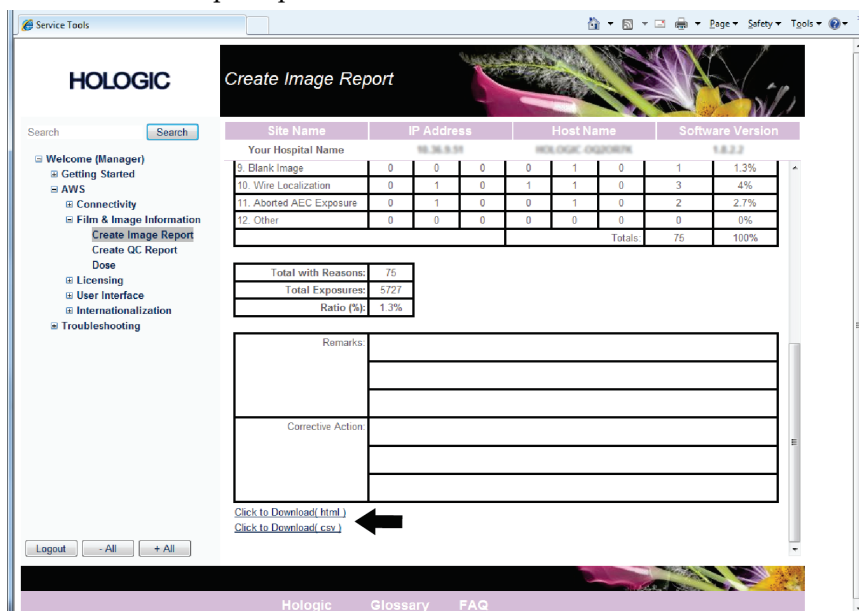 Service Tools
Page Safety Tools
HOLOGIC
Create Image Report
Search Search
Site Name IP Address Host Name Software Version
Your Hospital Name
Welcome (Manager)
Getting Started
AWS
Connectivity
Film & Image Information
Create Image Report
Create QC Report
Dose
Licensing
User Interface
Internationalization
Troubleshooting
9. Blank Image 0 0 0 0 1 0 1 1.3%
10. Wire Localization 0 1 0 1 1 0 3 4%
11. Aborted AEC Exposure 0 1 0 0 1 0 2 2.7%
12. Other 0 0 0 0 0 0 0 0%
Totals: 75 100%
Total with Reasons: 75
Total Exposures: 5727
Ratio (%): 1.3%
Remarks:
Corrective Action:
Click to Download( html )
Click to Download( csv )
Logout - All + All
Hologic Glossary FAQ